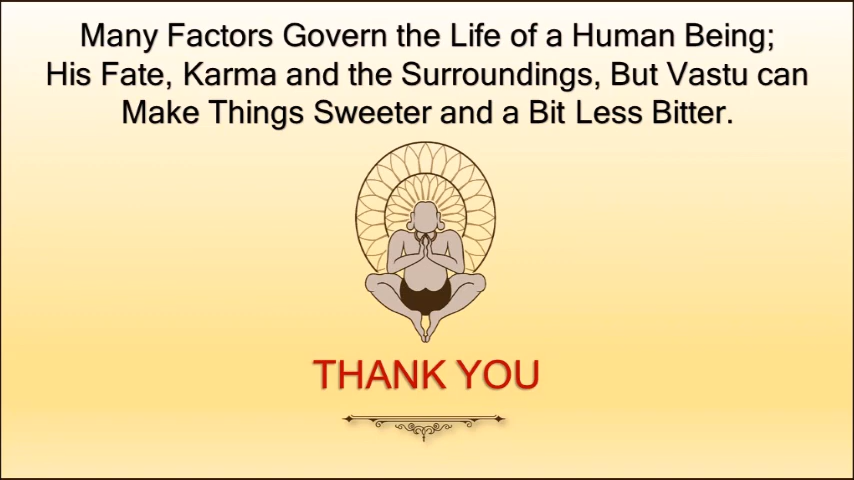 Many Factors Govern the Life of a Human Being;
His Fate, Karma and the Surroundings, But Vastu can
Make Things Sweeter and a Bit Less Bitter.
THANK YOU